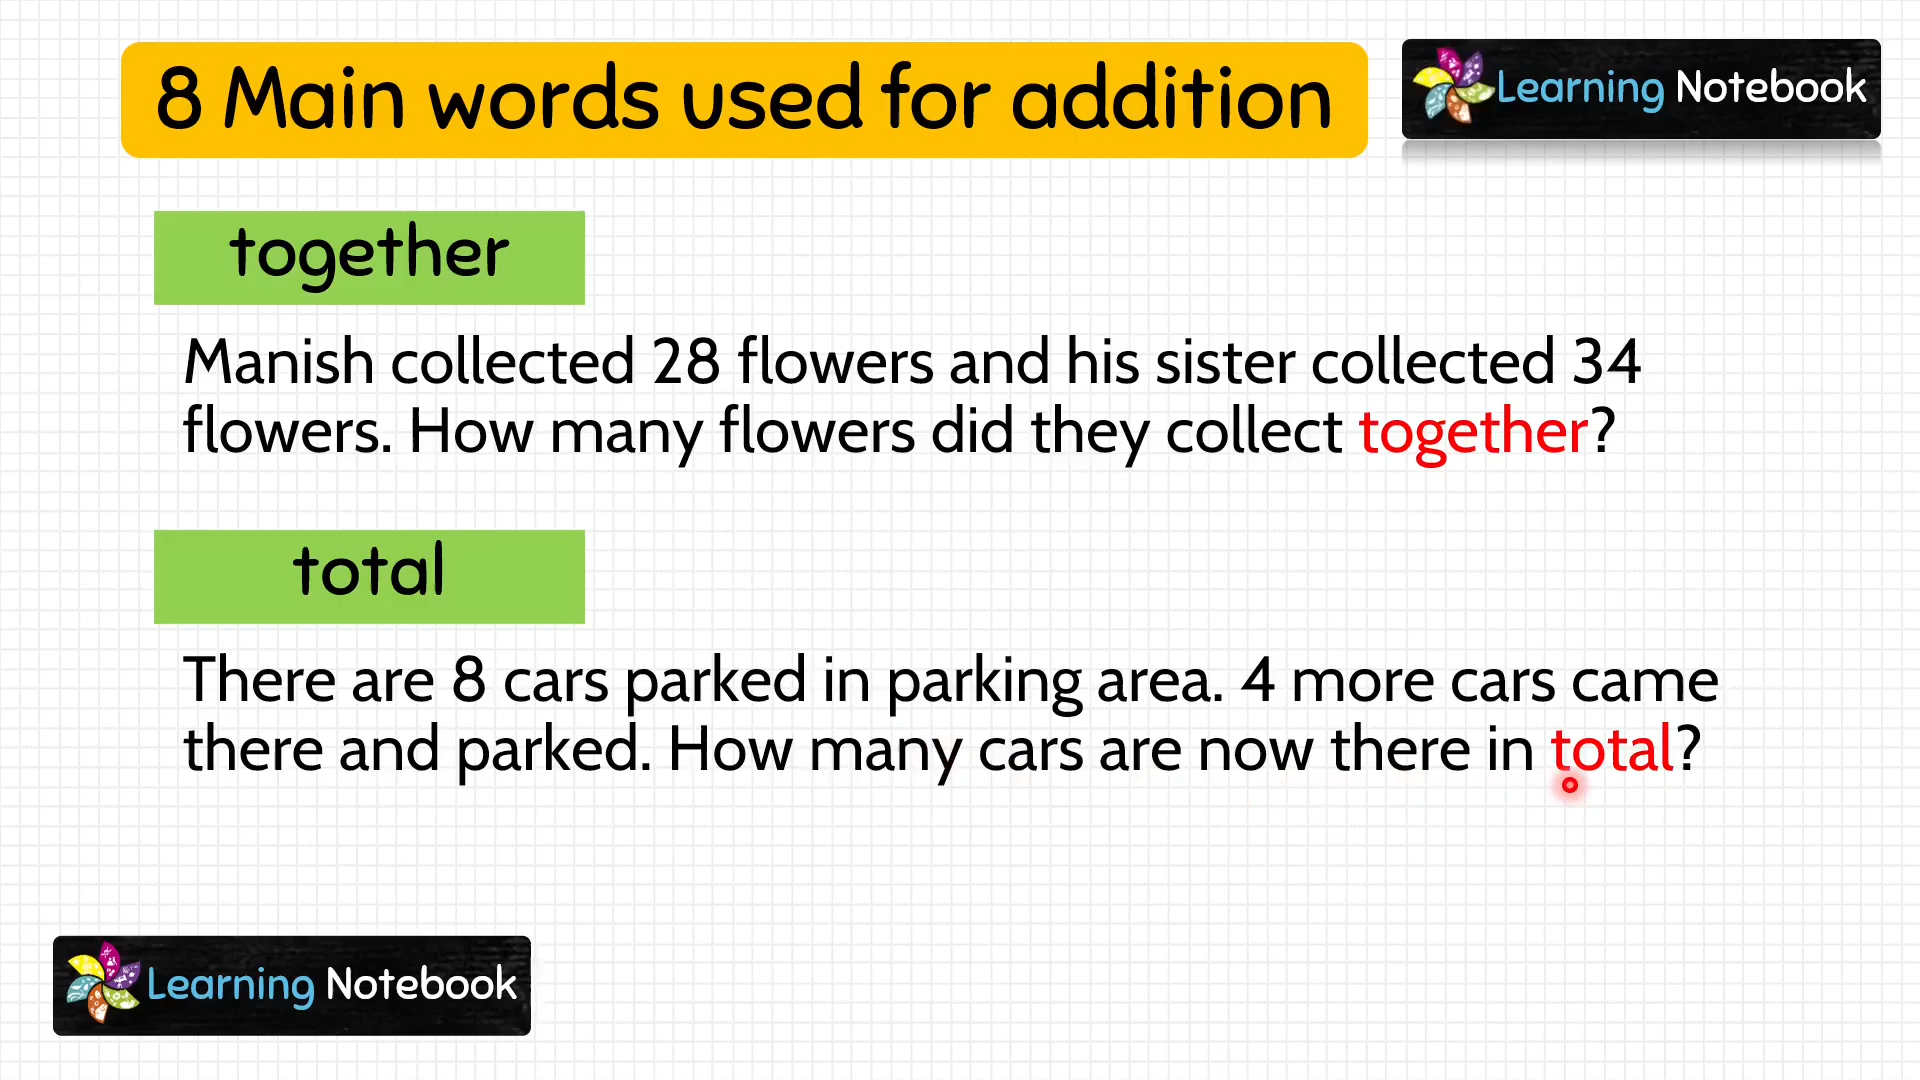 8 Main words used for addition
Learning Notebook
together
Manish collected 28 flowers and his sister collected 34
flowers. How many flowers did they collect together?
total
There are 8 cars parked in parking area. 4 more cars came
there and parked. How many cars are now there in total?
Learning Notebook